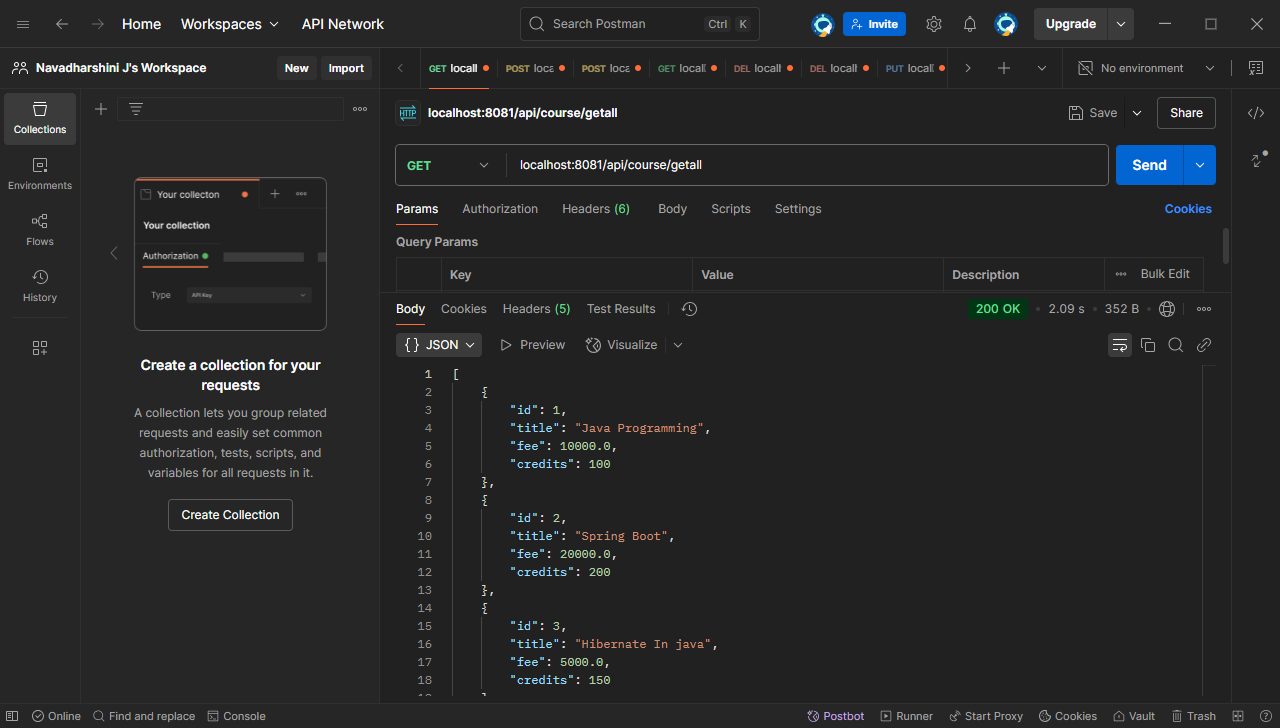 Home Workspaces API Network Search Postman Ctrl K Invite Upgrade
Navadharshini J's Workspace New Import GET locall POST loca POST loca GET locall DEL locall DEL locall PUT locall No environment
Collections
Environments
Flows
History
Your collecton
Your collection
Authorization
Type API Key
Create a collection for your
requests
A collection lets you group related
requests and easily set common
authorization, tests, scripts, and
variables for all requests in it.
Create Collection
HTTP localhost:8081/api/course/getall Save Share
GET localhost:8081/api/course/getall Send
Params Authorization Headers (6) Body Scripts Settings Cookies
Query Params
Key Value Description Bulk Edit
Body Cookies Headers (5) Test Results 200 OK 2.09 s 352 B
{} JSON Preview Visualize
1 [
2 {
3 "id": 1,
4 "title": "Java Programming",
5 "fee": 10000.0,
6 "credits": 100
7 },
8 {
9 "id": 2,
10 "title": "Spring Boot",
11 "fee": 20000.0,
12 "credits": 200
13 },
14 {
15 "id": 3,
16 "title": "Hibernate In java",
17 "fee": 5000.0,
18 "credits": 150
Online Find and replace Console Postbot Runner Start Proxy Cookies Vault Trash